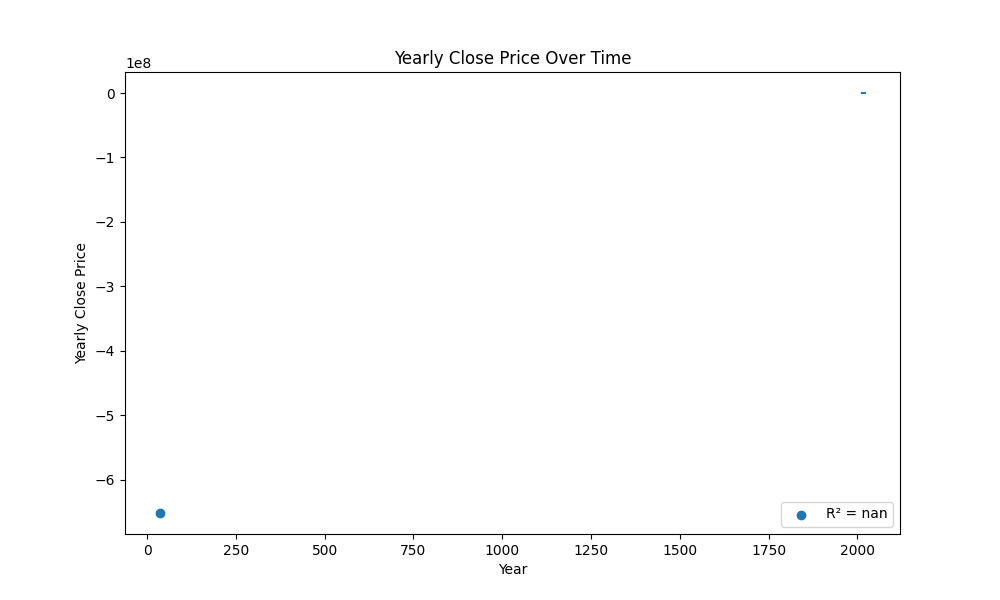 Yearly Close Price Over Time
1e8
0
−1
−2
−3
−4
−5
−6
Yearly Close Price
R² = nan
0 250 500 750 1000 1250 1500 1750 2000
Year